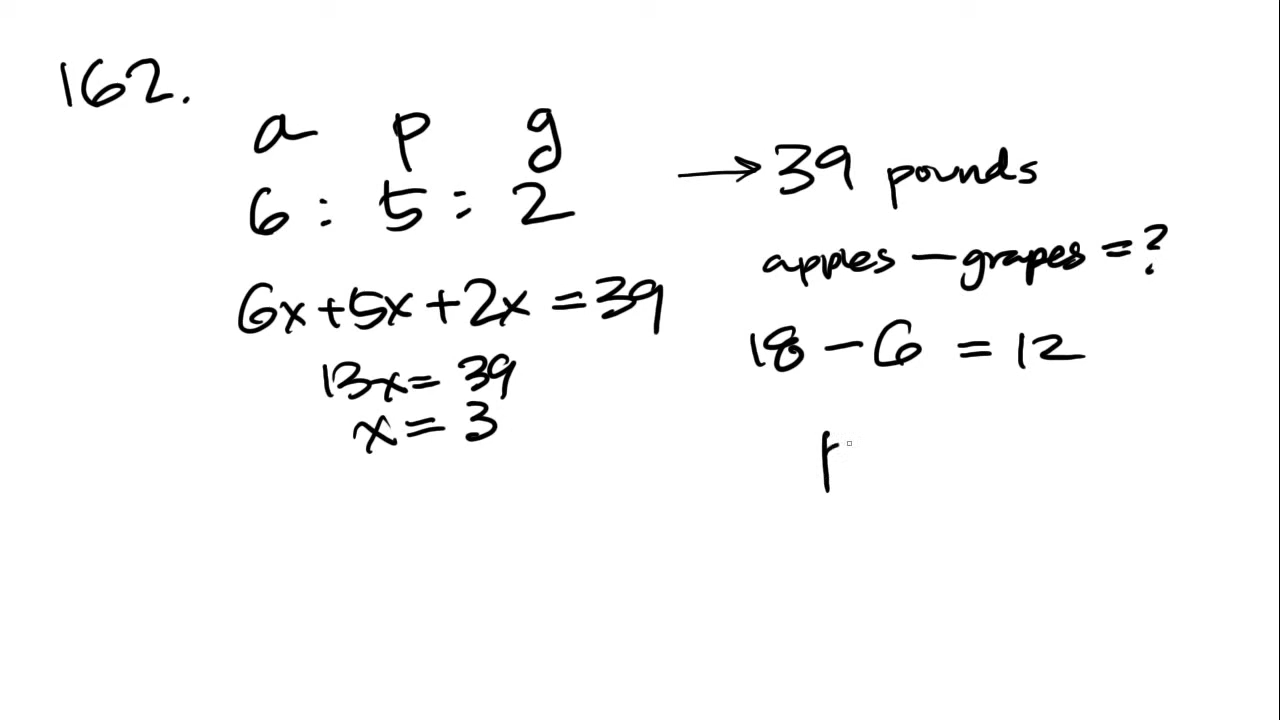 162.
a p g
6 : 5 : 2
→ 39 pounds
6x+5x+2x = 39
13x = 39
x = 3
apples – grapes = ?
18 – 6 = 12